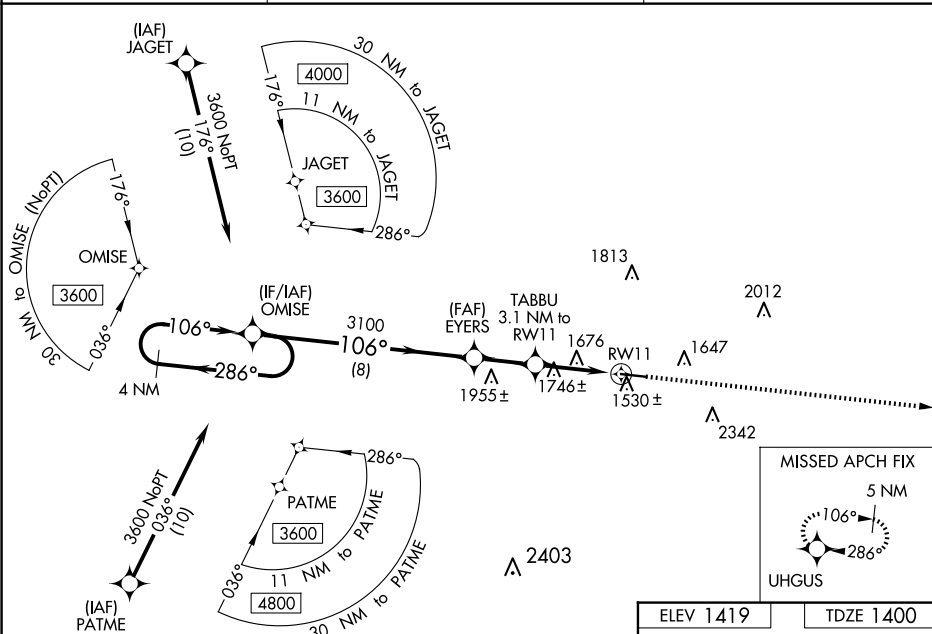 (IAF)
JAGET
3600 NoPT
176°
(10)
30 NM to JAGET
4000
176°
11 NM to JAGET
JAGET
3600
286°
30 NM to OMISE (NoPT)
176°
OMISE
3600
036°
(IF/IAF)
OMISE
106°
286°
4 NM
3100
106°
(8)
(FAF)
EYERS
TABBU
3.1 NM to
RW11
1813
2012
1676
RW11
1647
1955±
1746±
1530±
2342
3600 NoPT
036°
(10)
(IAF)
PATME
286°
PATME
3600
036°
11 NM to PATME
4800
30 NM to PATME
2403
MISSED APCH FIX
5 NM
106°
286°
UHGUS
ELEV 1419
TDZE 1400